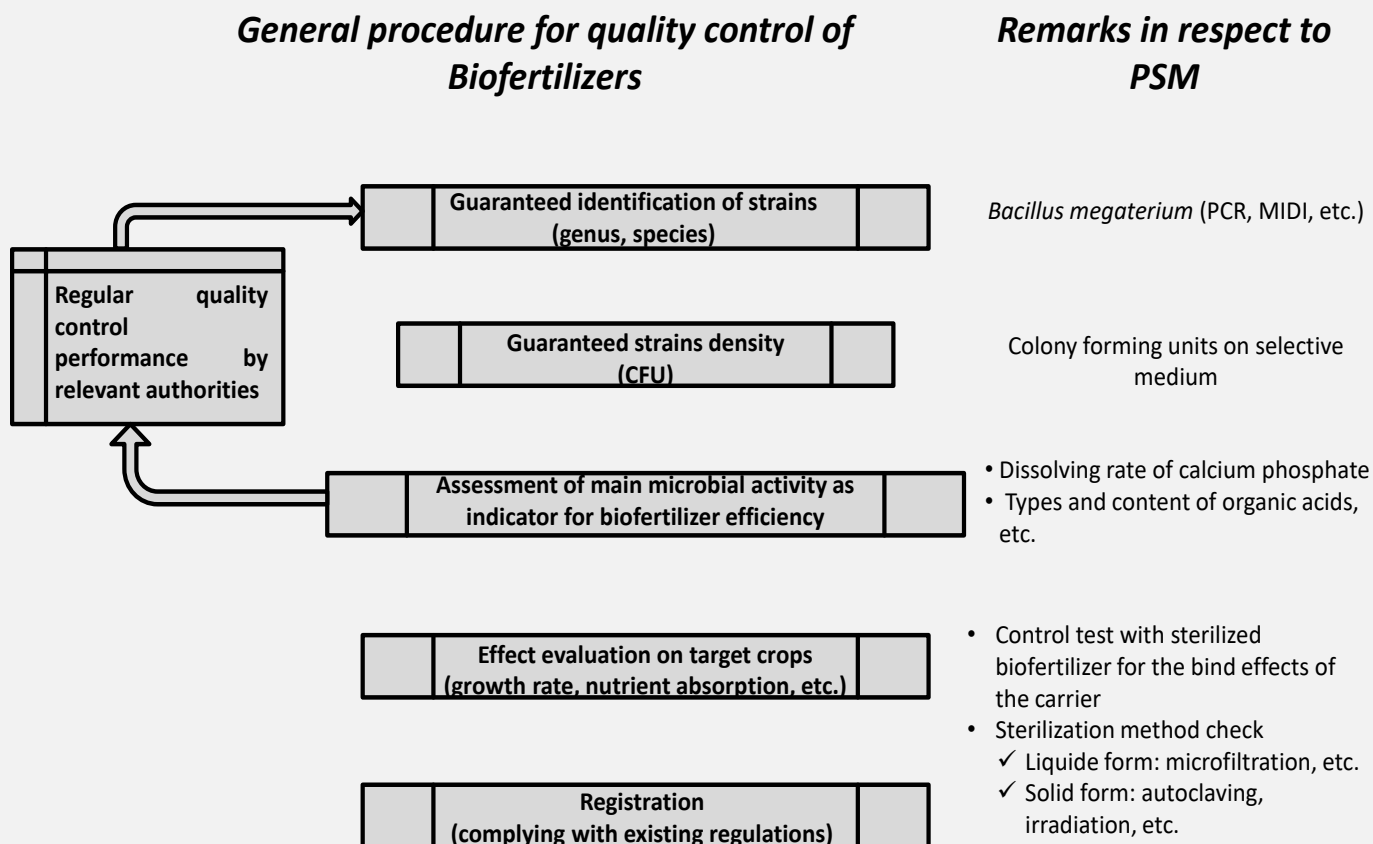 General procedure for quality control of
Biofertilizers
Remarks in respect to
PSM
Guaranteed identification of strains
(genus, species)
Bacillus megaterium (PCR, MIDI, etc.)
Regular quality
control
performance by
relevant authorities
Guaranteed strains density
(CFU)
Colony forming units on selective
medium
Assessment of main microbial activity as
indicator for biofertilizer efficiency
• Dissolving rate of calcium phosphate
• Types and content of organic acids,
etc.
Effect evaluation on target crops
(growth rate, nutrient absorption, etc.)
• Control test with sterilized
biofertilizer for the bind effects of
the carrier
• Sterilization method check
✓ Liquide form: microfiltration, etc.
✓ Solid form: autoclaving,
irradiation, etc.
Registration
(complying with existing regulations)